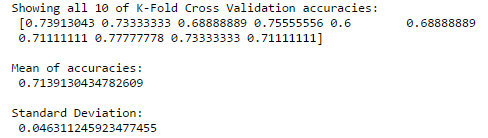 Showing all 10 of K-Fold Cross Validation accuracies:
[0.73913043 0.73333333 0.68888889 0.75555556 0.6 0.68888889
0.71111111 0.77777778 0.73333333 0.71111111]
Mean of accuracies:
0.7139130434782609
Standard Deviation:
0.046311245923477455